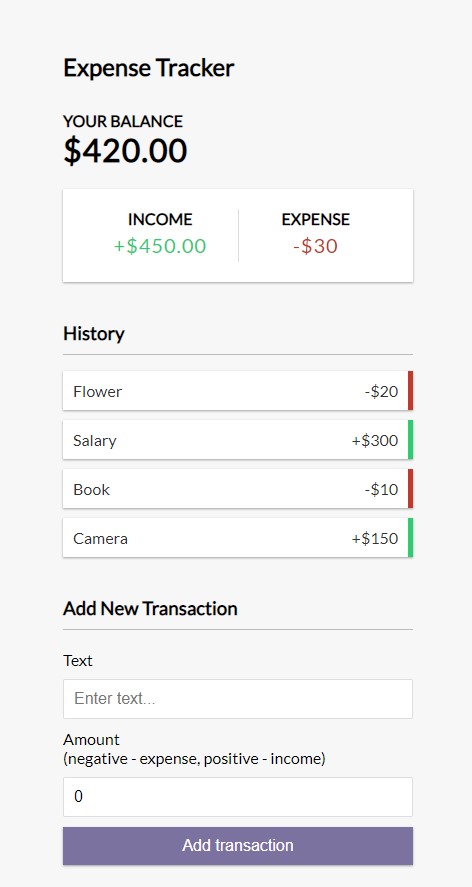 Expense Tracker
YOUR BALANCE
$420.00
INCOME EXPENSE
+$450.00 -$30
History
Flower -$20
Salary +$300
Book -$10
Camera +$150
Add New Transaction
Text
Enter text...
Amount
(negative - expense, positive - income)
0
Add transaction